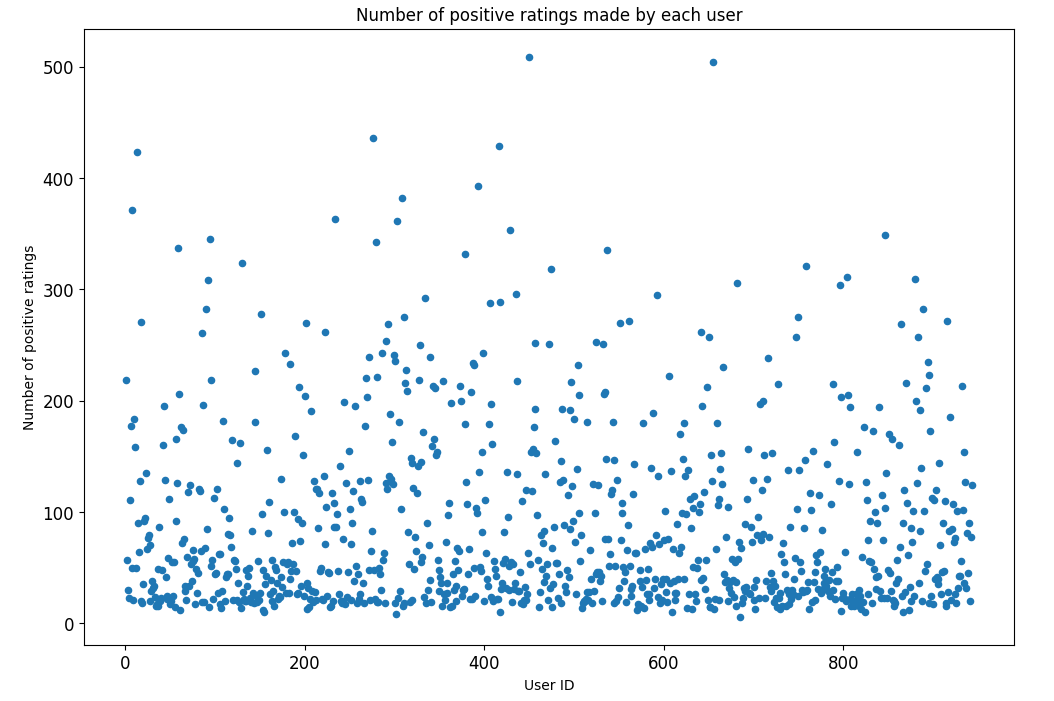 Number of positive ratings made by each user
500
400
300
200
100
0
Number of positive ratings
0 200 400 600 800
User ID